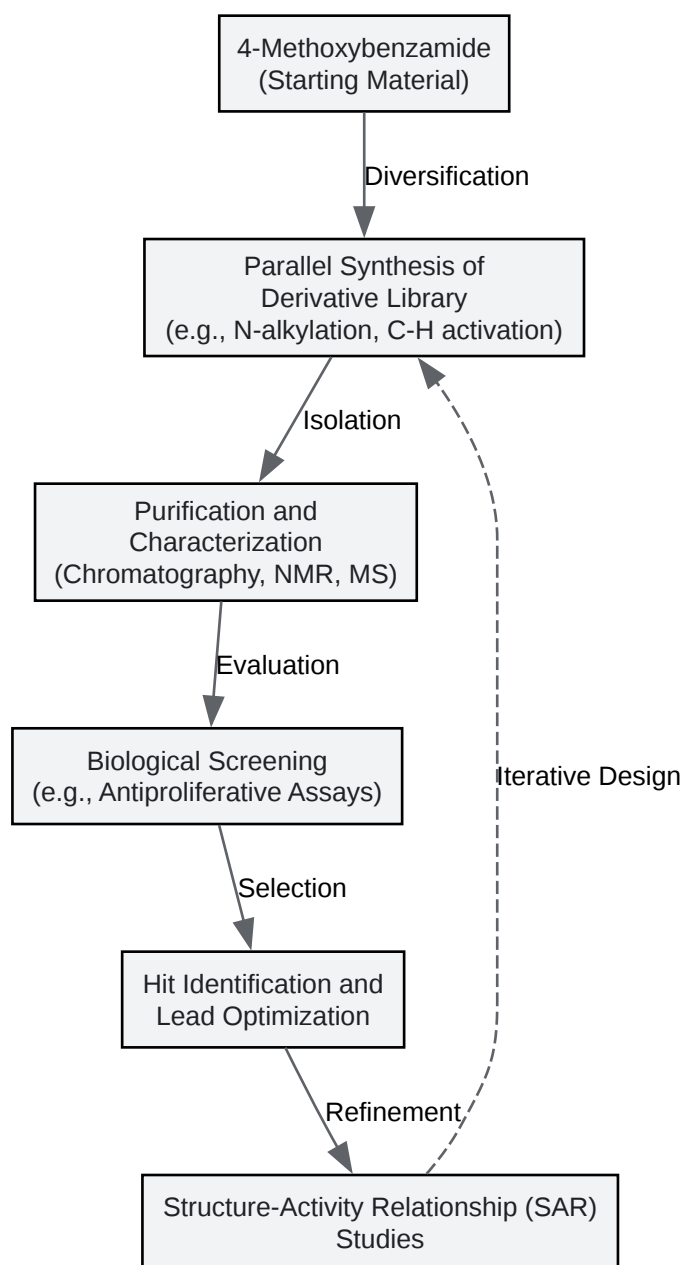 4-Methoxybenzamide
(Starting Material)
Diversification
Parallel Synthesis of
Derivative Library
(e.g., N-alkylation, C-H activation)
Isolation
Purification and
Characterization
(Chromatography, NMR, MS)
Evaluation
Biological Screening
(e.g., Antiproliferative Assays)
Iterative Design
Selection
Hit Identification and
Lead Optimization
Refinement
Structure-Activity Relationship (SAR)
Studies